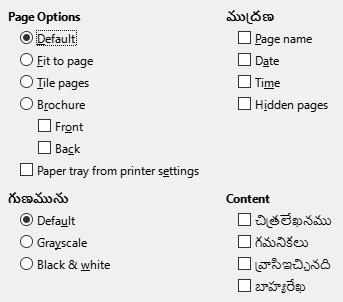 Page Options
Default
Fit to page
Tile pages
Brochure
Front
Back
Paper tray from printer settings
ముద్రణ
Page name
Date
Time
Hidden pages
గుణమును
Default
Grayscale
Black & white
Content
చిత్రలేఖనము
గమనికలు
వ్రాసిఇచ్చినది
బాహ్యరేఖ